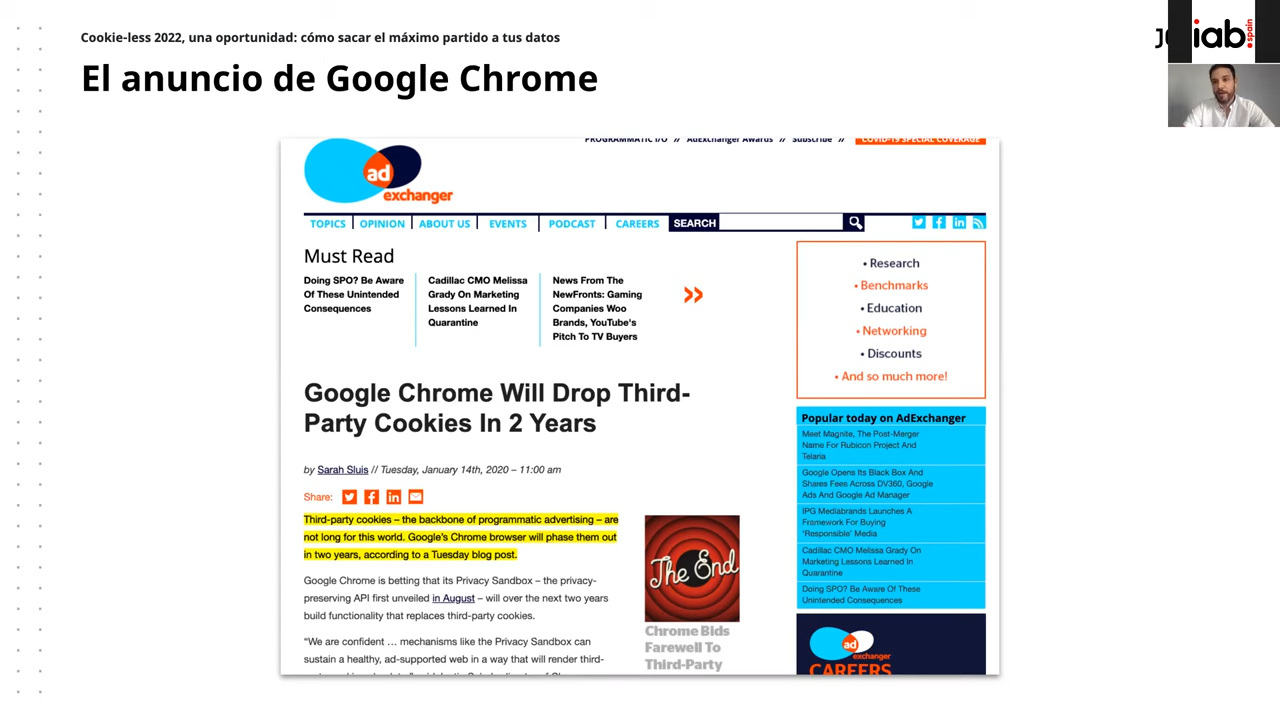 Cookie-less 2022, una oportunidad: cómo sacar el máximo partido a tus datos
El anuncio de Google Chrome
iab
spain
PROGRAMMATIC I/O // AdExchanger Awards // Subscribe //
COVID-19 SPECIAL COVERAGE
ad
exchanger
TOPICS
OPINION
ABOUT US
EVENTS
PODCAST
CAREERS
SEARCH
Must Read
Doing SPO? Be Aware
Of These Unintended
Consequences
Cadillac CMO Melissa
Grady On Marketing
Lessons Learned In
Quarantine
News From The
NewFronts: Gaming
Companies Woo
Brands, YouTube's
Pitch To TV Buyers
»
• Research
• Benchmarks
• Education
• Networking
• Discounts
• And so much more!
Google Chrome Will Drop Third-
Party Cookies In 2 Years
by Sarah Sluis // Tuesday, January 14th, 2020 – 11:00 am
Share:
Third-party cookies – the backbone of programmatic advertising – are
not long for this world. Google's Chrome browser will phase them out
in two years, according to a Tuesday blog post.
Google Chrome is betting that its Privacy Sandbox – the privacy-
preserving API first unveiled in August – will over the next two years
build functionality that replaces third-party cookies.
“We are confident … mechanisms like the Privacy Sandbox can
sustain a healthy, ad-supported web in a way that will render third-
The End
Chrome Bids
Farewell To
Third-Party
Popular today on AdExchanger
Meet Magnite, The Post-Merger
Name For Rubicon Project And
Telaria
Google Opens Its Black Box And
Shares Fees Across DV360, Google
Ads And Google Ad Manager
IPG Mediabrands Launches A
Framework For Buying
'Responsible' Media
Cadillac CMO Melissa Grady On
Marketing Lessons Learned In
Quarantine
Doing SPO? Be Aware Of These
Unintended Consequences
ad
exchanger
CAREERS